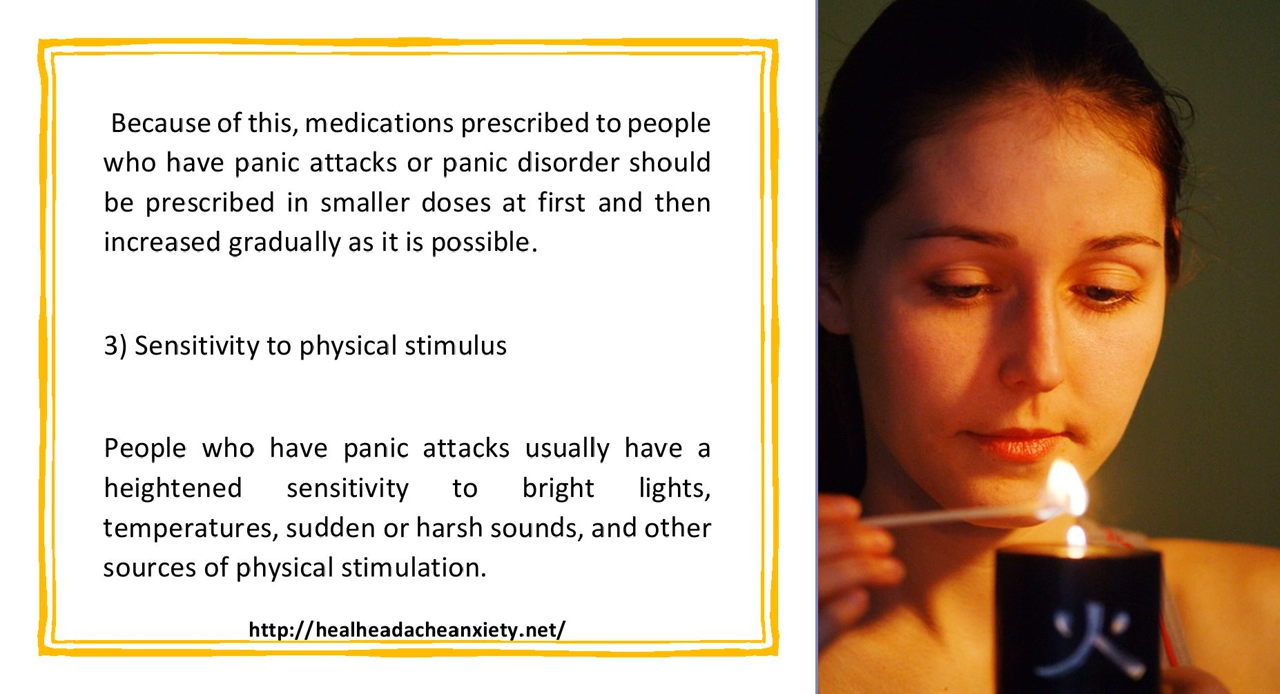 Because of this, medications prescribed to people
who have panic attacks or panic disorder should
be prescribed in smaller doses at first and then
increased gradually as it is possible.
3) Sensitivity to physical stimulus
People who have panic attacks usually have a
heightened sensitivity to bright lights,
temperatures, sudden or harsh sounds, and other
sources of physical stimulation.
http://healheadacheanxiety.net/
火